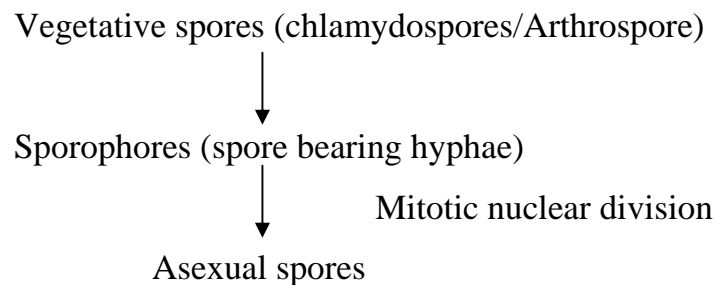 Vegetative spores (chlamydospores/Arthrospore)
Sporophores (spore bearing hyphae)
Mitotic nuclear division
Asexual spores